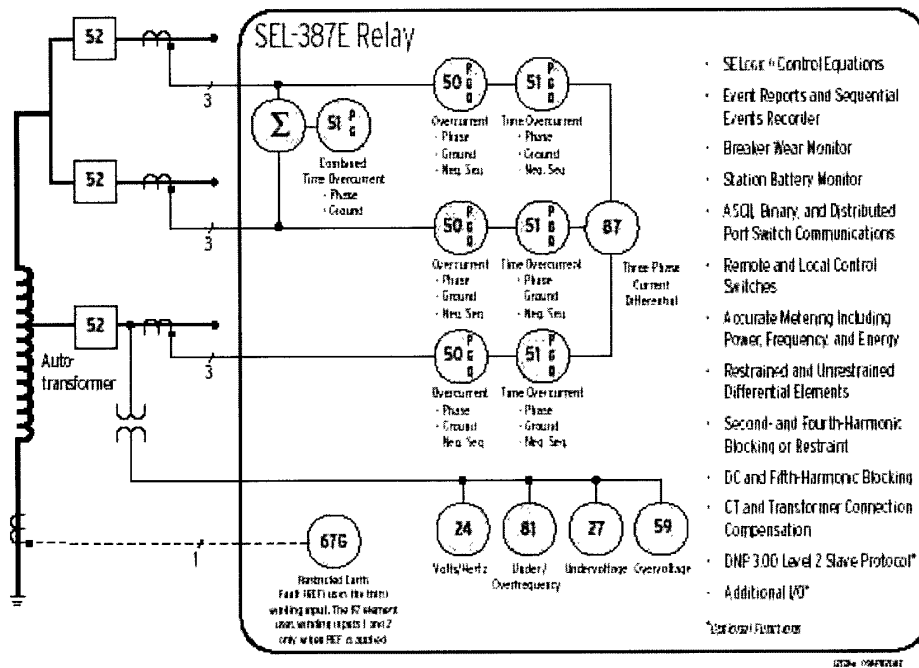 SEL-387E Relay
52
3
50 P G Q
Overcurrent
· Phase
· Ground
· Neg. Seq.
51 P G Q
Time Overcurrent
· Phase
· Ground
· Neg. Seq.
Σ
51 P G
Combined
Time Overcurrent
· Phase
· Ground
52
3
50 P G Q
Overcurrent
· Phase
· Ground
· Neg. Seq.
51 P G Q
Time Overcurrent
· Phase
Ground
· Neg. Seq.
87
Three Phase
Current
Differential
52
Auto-
transformer
3
50 P G Q
Overcurrent
· Phase
· Ground
Neg. Seq.
51 P G Q
Time Overcurrent
· Phase
· Ground
· Neg. Seq.
24
Volts/Hertz
81
Under/
Overfrequency
27
Undervoltage
59
Overvoltage
1
67G
Restricted Earth
Fault (REF) uses the third
winding input. The 87 element
uses winding inputs 1 and 2
only when REF is applied
· Control Equations
· Event Reports and Sequential
Events Recorder
· Breaker Wear Monitor
· Station Battery Monitor
· ASCII, Binary, and Distributed
Port Switch Communications
· Remote and Local Control
Switches
· Accurate Metering Including
Power, Frequency, and Energy
· Restrained and Unrestrained
Differential Elements
· Second- and Fourth-Harmonic
Blocking or Restraint
· DC and Fifth-Harmonic Blocking
· CT and Transformer Connection
Compensation
· DNP 3.00 Level 2 Slave Protocol*
· Additional I/O*
*Optional Functions